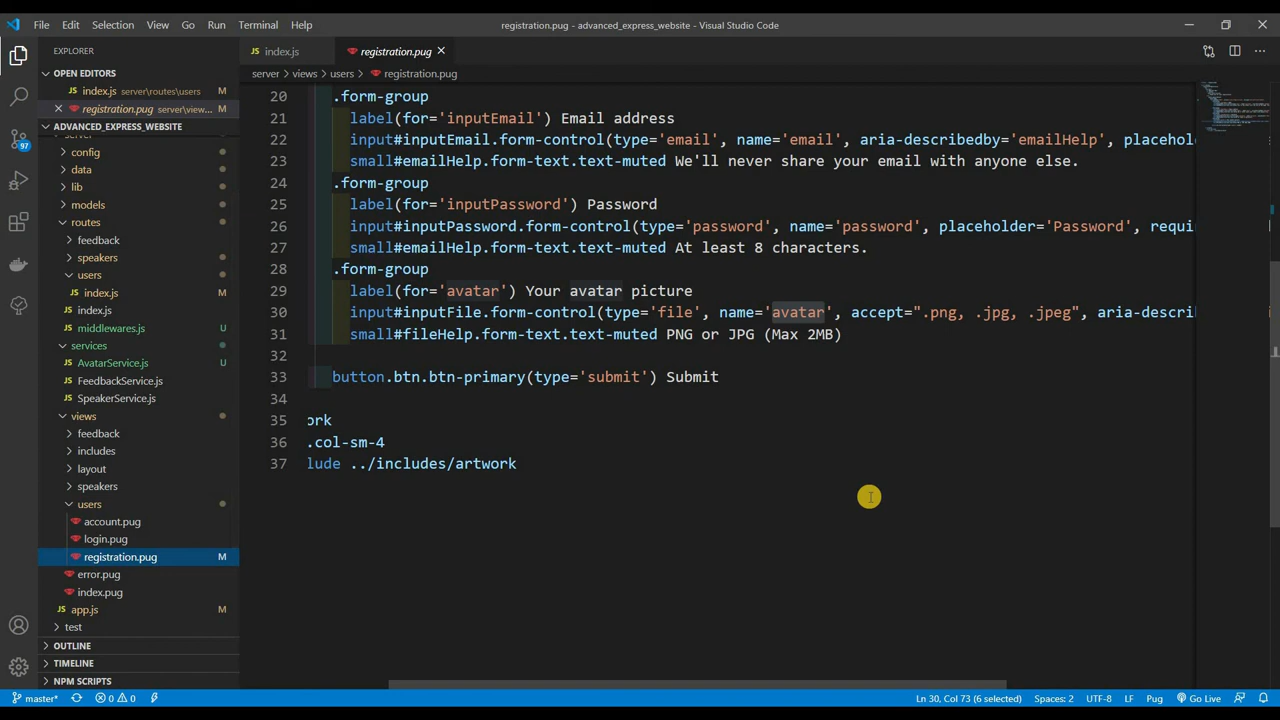 File Edit Selection View Go Run Terminal Help
registration.pug - advanced_express_website - Visual Studio Code
EXPLORER
OPEN EDITORS
index.js server\routes\users M
registration.pug server\view... M
ADVANCED_EXPRESS_WEBSITE
97
config
data
lib
models
routes
feedback
speakers
users
index.js M
index.js M
middlewares.js U
services
AvatarService.js U
FeedbackService.js
SpeakerService.js
views
feedback
includes
layout
speakers
users
account.pug
login.pug
registration.pug M
error.pug
index.pug
app.js M
test
OUTLINE
TIMELINE
NPM SCRIPTS
index.js
registration.pug
server > views > users > registration.pug
20 .form-group
21 label(for='inputEmail') Email address
22 input#inputEmail.form-control(type='email', name='email', aria-describedby='emailHelp', placehol
23 small#emailHelp.form-text.text-muted We'll never share your email with anyone else.
24 .form-group
25 label(for='inputPassword') Password
26 input#inputPassword.form-control(type='password', name='password', placeholder='Password', requi
27 small#emailHelp.form-text.text-muted At least 8 characters.
28 .form-group
29 label(for='avatar') Your avatar picture
30 input#inputFile.form-control(type='file', name='avatar', accept=".png, .jpg, .jpeg", aria-descri
31 small#fileHelp.form-text.text-muted PNG or JPG (Max 2MB)
32
33 button.btn.btn-primary(type='submit') Submit
34
35 ork
36 .col-sm-4
37 lude ../includes/artwork
master* 0 0 Ln 30, Col 73 (6 selected) Spaces: 2 UTF-8 LF Pug Go Live